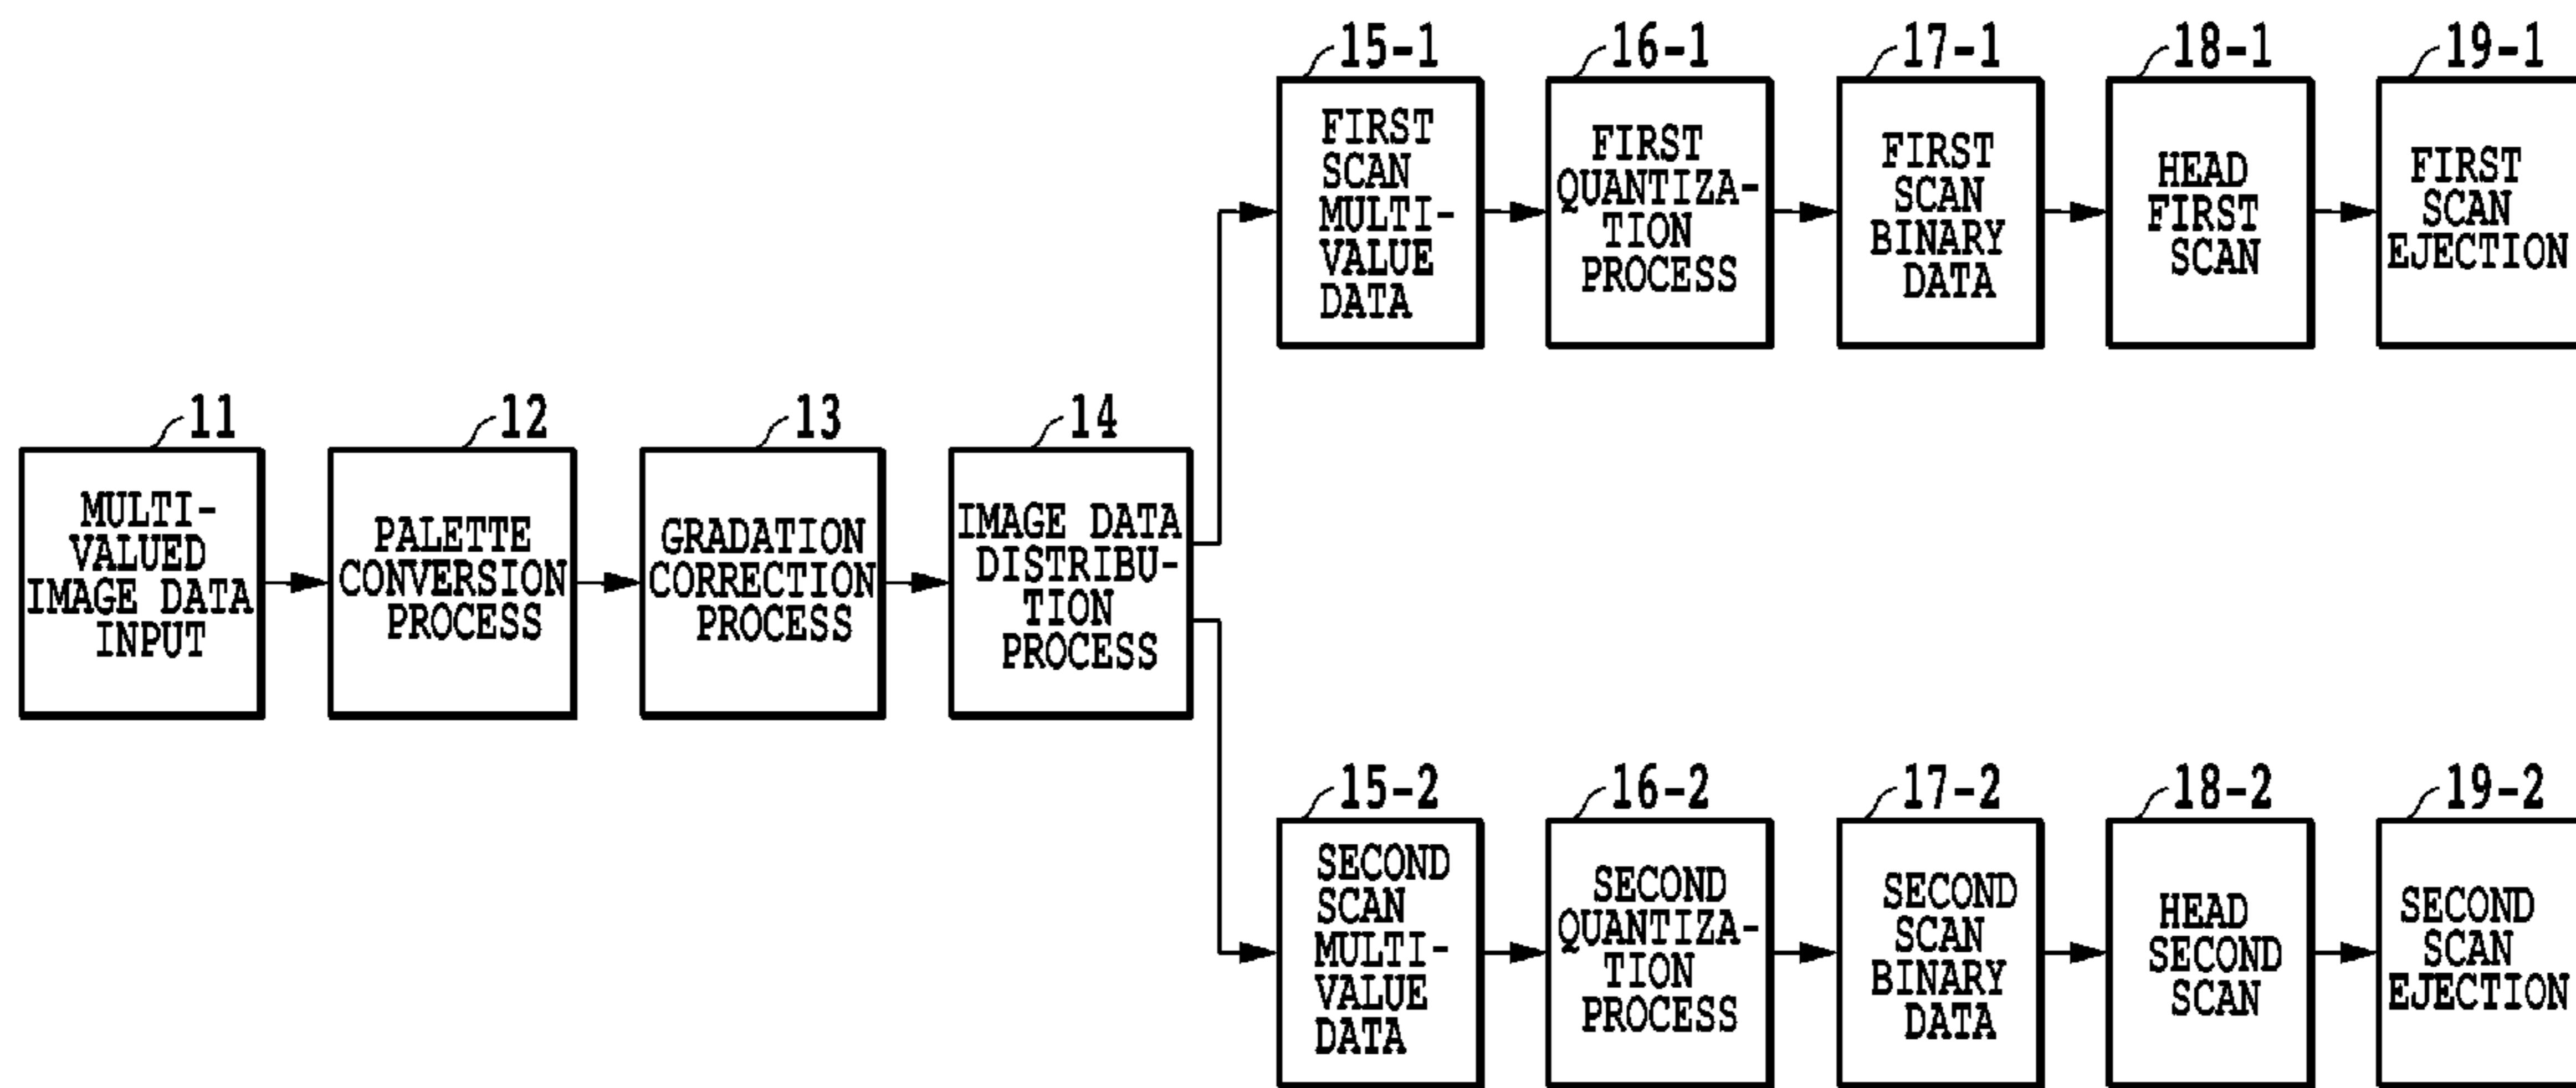 15-1
FIRST
SCAN
MULTI-
VALUE
DATA
16-1
FIRST
QUANTIZA-
TION
PROCESS
17-1
FIRST
SCAN
BINARY
DATA
18-1
HEAD
FIRST
SCAN
19-1
FIRST
SCAN
EJECTION
11
MULTI-
VALUED
IMAGE DATA
INPUT
12
PALETTE
CONVERSION
PROCESS
13
GRADATION
CORRECTION
PROCESS
14
IMAGE DATA
DISTRIBU-
TION
PROCESS
15-2
SECOND
SCAN
MULTI-
VALUE
DATA
16-2
SECOND
QUANTIZA-
TION
PROCESS
17-2
SECOND
SCAN
BINARY
DATA
18-2
HEAD
SECOND
SCAN
19-2
SECOND
SCAN
EJECTION